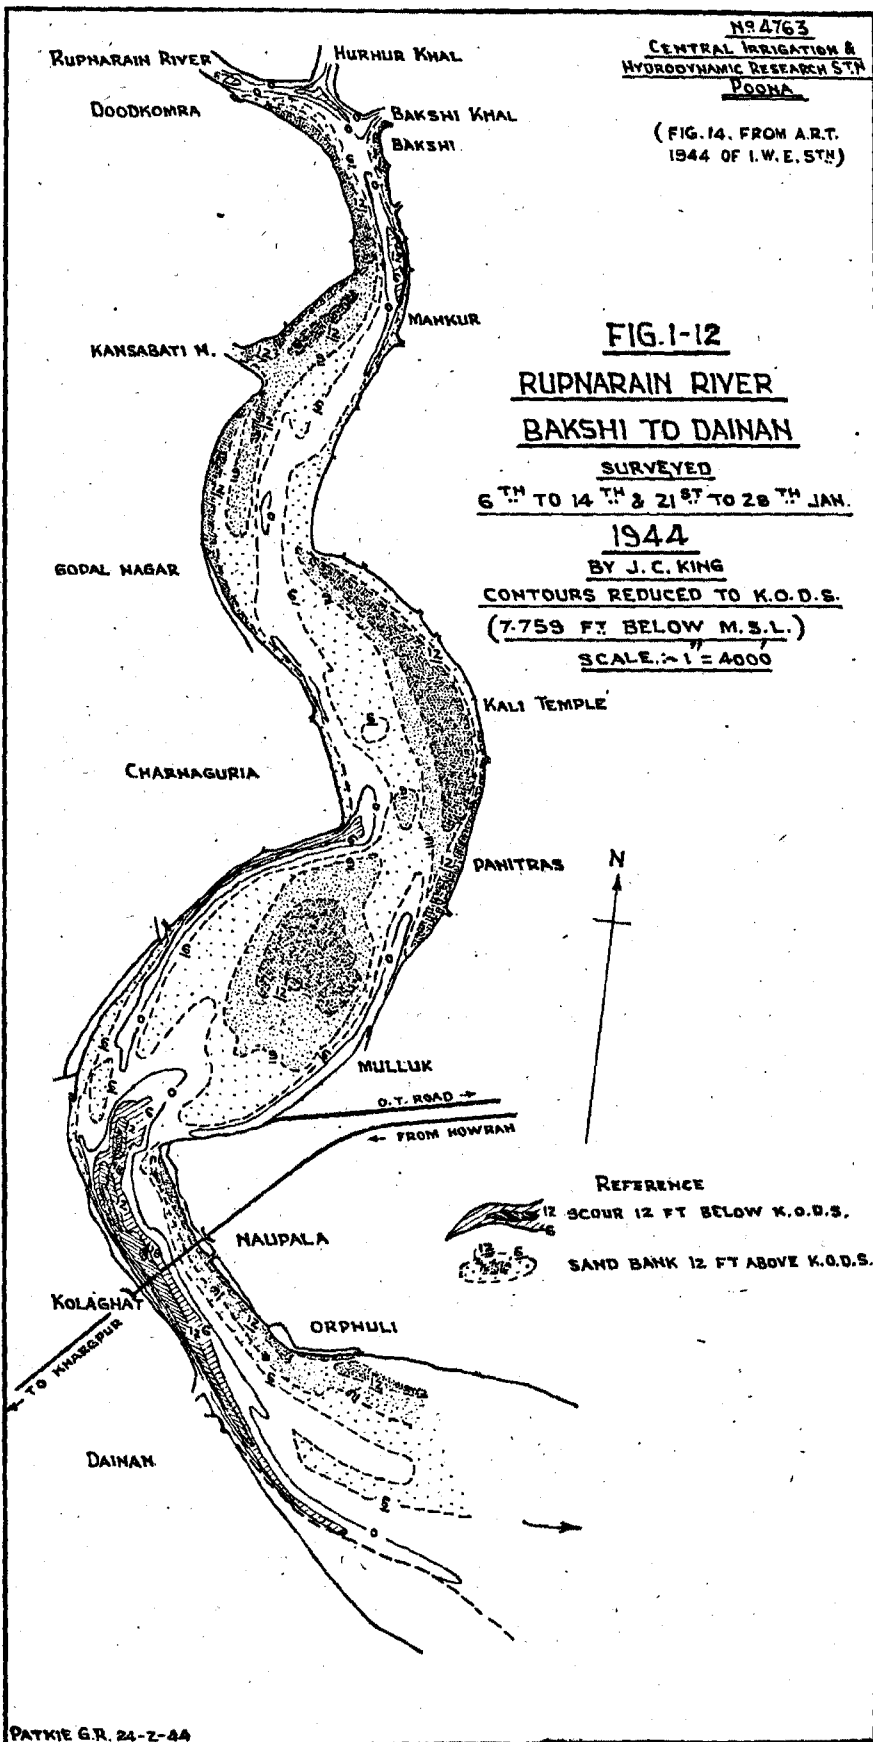 Nº 4763
CENTRAL IRRIGATION &
HYDRODYNAMIC RESEARCH STN
POONA
(FIG. 14. FROM A.R.T.
1944 OF I.W.E. STN)
RUPNARAIN RIVER
HURHUR KHAL
DOODKOMRA
BAKSHI KHAL
BAKSHI
MANKUR
KANSABATI M.
FIG. 1-12
RUPNARAIN RIVER
BAKSHI TO DAINAN
SURVEYED
6TH TO 14TH & 21ST TO 28TH JAN.
1944
BY J. C. KING
CONTOURS REDUCED TO K.O.D.S.
(7.759 FT BELOW M.S.L.)
SCALE:~ 1" = 4000'
GOPAL NAGAR
KALI TEMPLE
CHARNAGURIA
PANITRAS
N
MULLUK
O.T. ROAD →
← FROM HOWRAH
REFERENCE
12 SCOUR 12 FT BELOW K.O.D.S.
6
12 6
SAND BANK 12 FT ABOVE K.O.D.S.
NAUPALA
KOLAGHAT
ORPHULI
← TO KHARGPUR
DAINAN
PATKIE G.R. 24-2-44